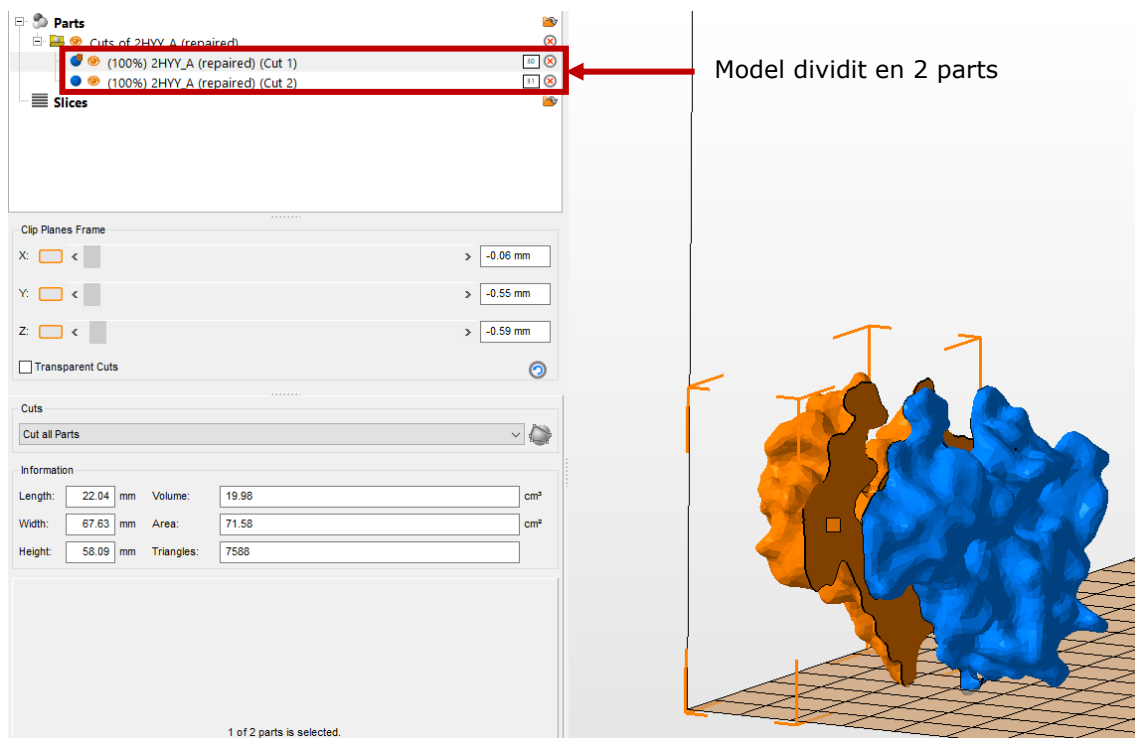 Parts
Cuts of 2HYY_A (repaired)
(100%) 2HYY_A (repaired) (Cut 1)
(100%) 2HYY_A (repaired) (Cut 2)
Slices
Model dividit en 2 parts
Clip Planes Frame
X: < > -0.06 mm
Y: < > -0.55 mm
Z: < > -0.59 mm
Transparent Cuts
Cuts
Cut all Parts
Information
Length: 22.04 mm Volume: 19.98 cm³
Width: 67.63 mm Area: 71.58 cm²
Height: 58.09 mm Triangles: 7588
1 of 2 parts is selected.